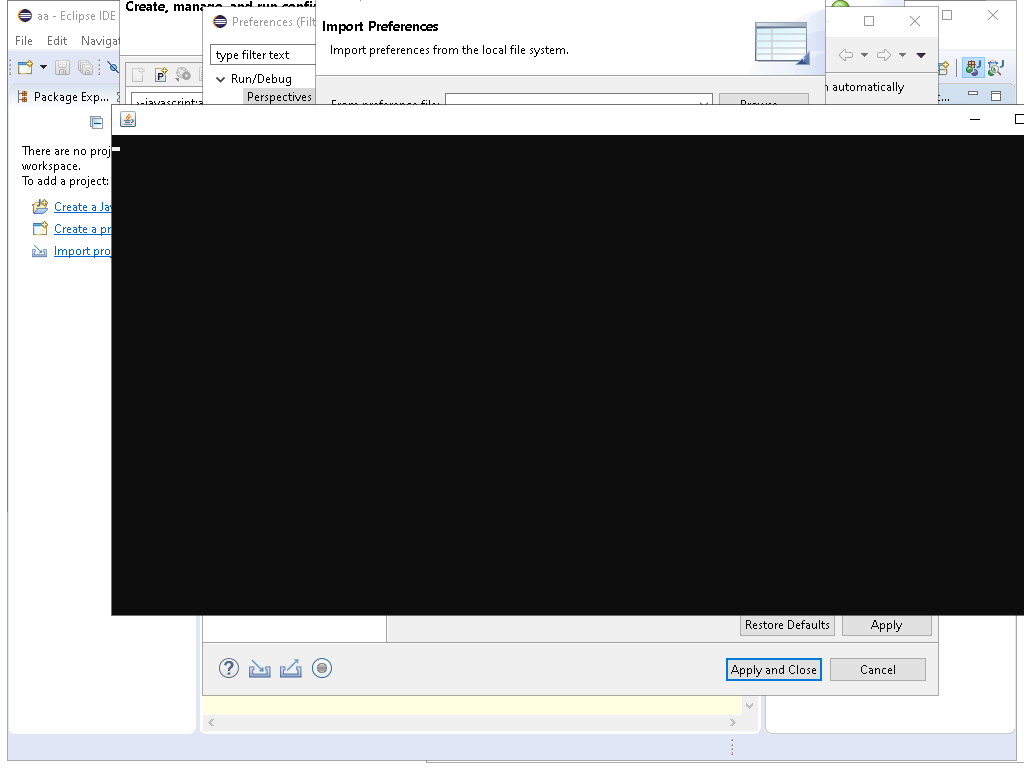 aa - Eclipse IDE
Create, manage, and run confi
Preferences (Filt
Import Preferences
File Edit Navigat
type filter text
Import preferences from the local file system.
Run/Debug
Perspectives
Package Exp...
automatically
From preference file:
Browse...
There are no proj
workspace.
To add a project:
Create a Jav
Create a pr
Import proj
Restore Defaults
Apply
Apply and Close
Cancel